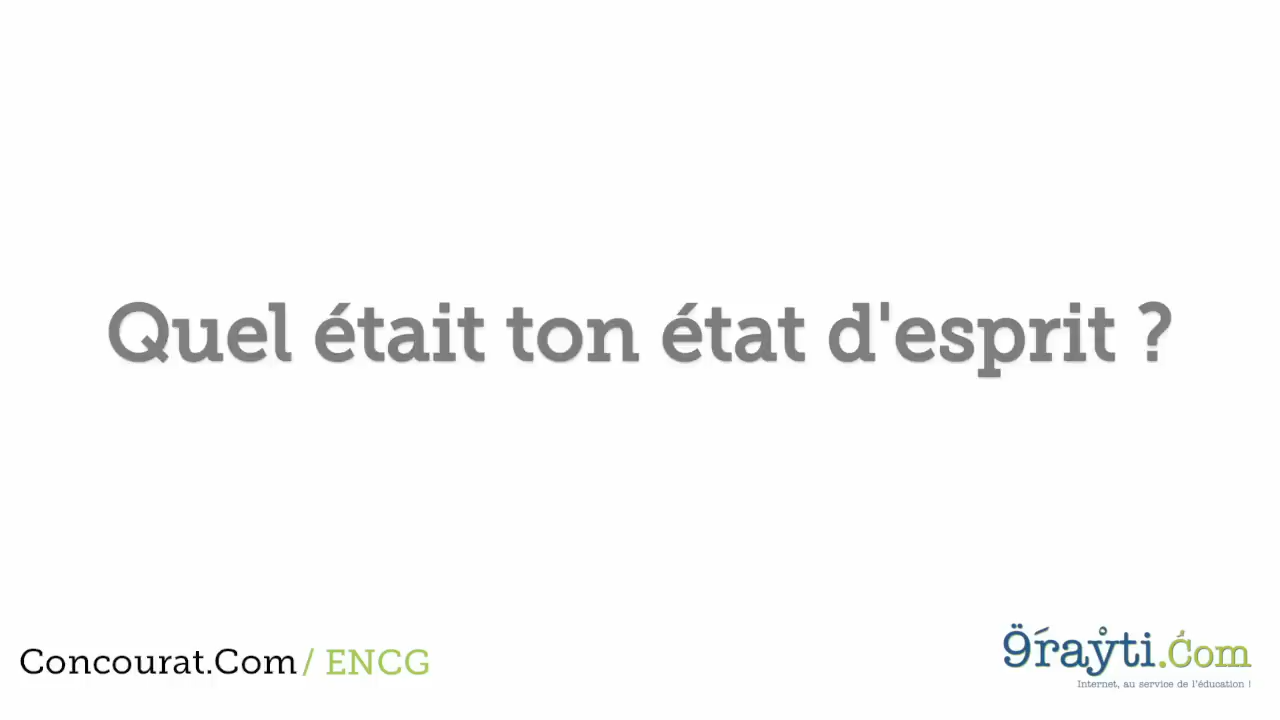 Quel était ton état d'esprit ?
Concourat.Com / ENCG
9rayti.Com
Internet, au service de l'éducation !